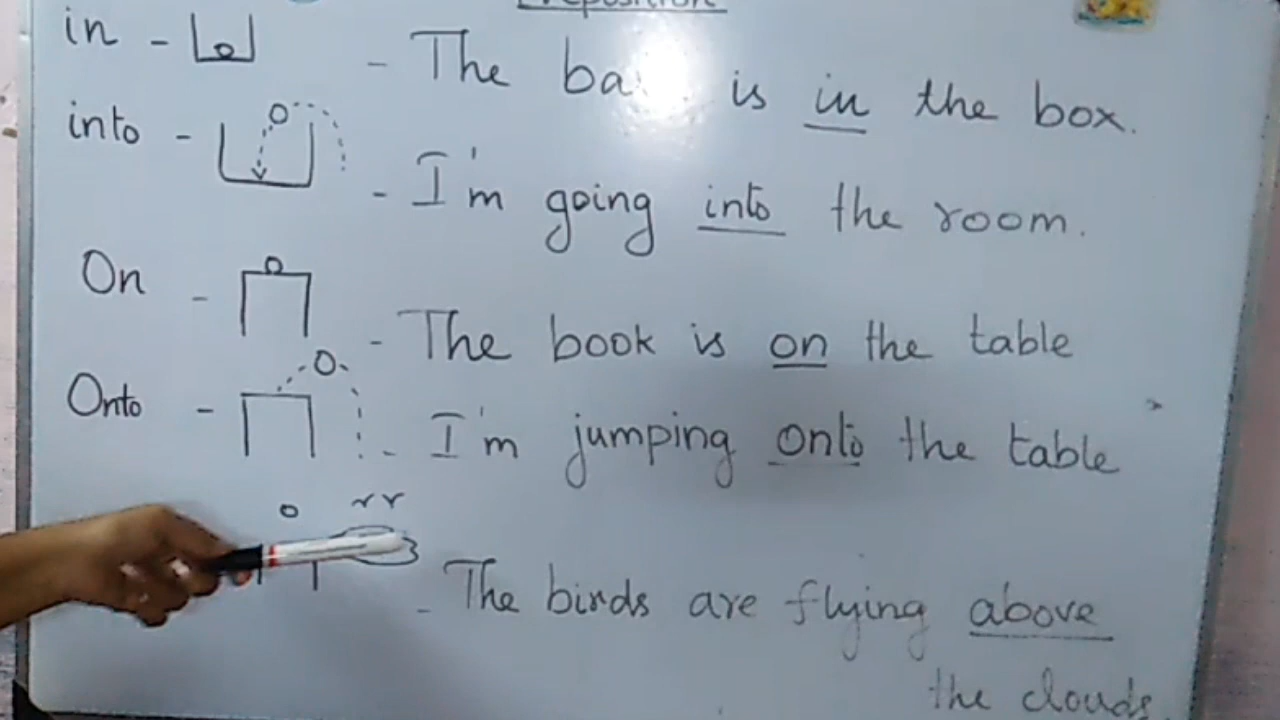 Preposition
in - - The is in the box.
into - - I'm going into the room.
On - - The book is on the table
Onto - - I'm jumping onto the table
- The birds are flying above
the clouds